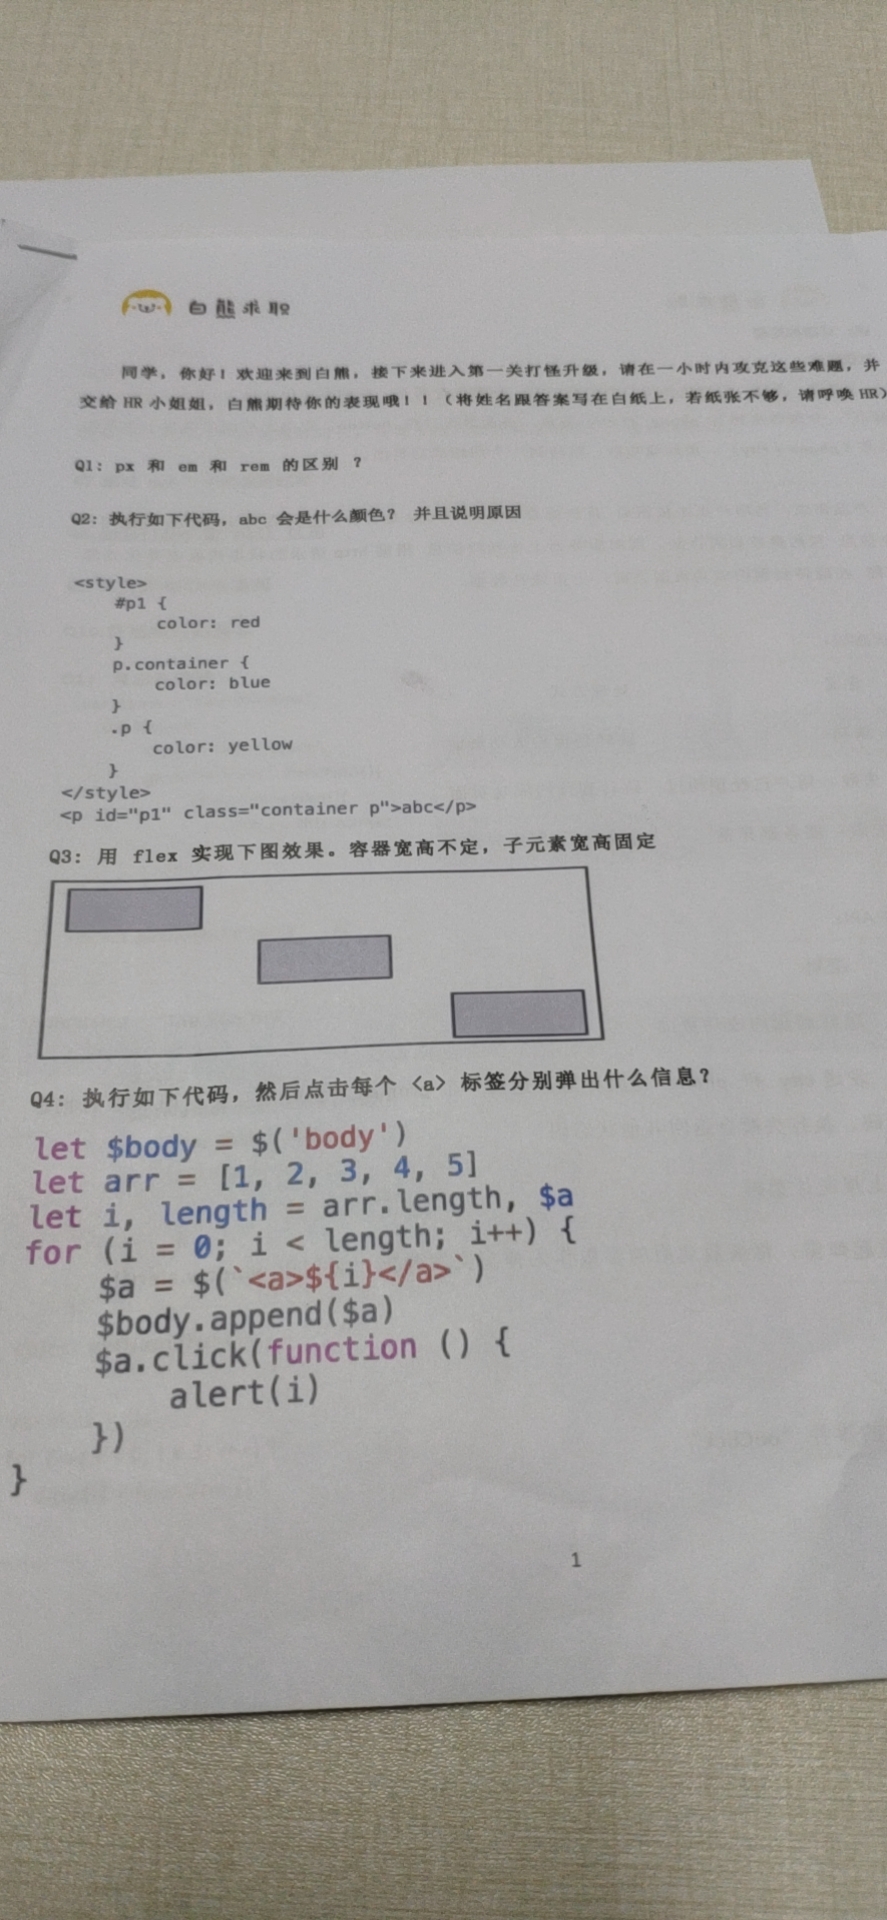 白熊求职
同学，你好！欢迎来到白熊，接下来进入第一关打怪升级，请在一小时内攻克这些难题，并
交给 HR 小姐姐，白熊期待你的表现哦！！（将姓名跟答案写在白纸上，若纸张不够，请呼唤 HR）
Q1: px 和 em 和 rem 的区别 ？
Q2: 执行如下代码，abc 会是什么颜色？ 并且说明原因
<style>
    #p1 {
        color: red
    }
    p.container {
        color: blue
    }
    .p {
        color: yellow
    }
</style>
<p id="p1" class="container p">abc</p>
Q3: 用 flex 实现下图效果。容器宽高不定，子元素宽高固定
Q4: 执行如下代码，然后点击每个 <a> 标签分别弹出什么信息？
let $body = $('body')
let arr = [1, 2, 3, 4, 5]
let i, length = arr.length, $a
for (i = 0; i < length; i++) {
    $a = $(`<a>${i}</a>`)
    $body.append($a)
    $a.click(function () {
        alert(i)
    })
}
1